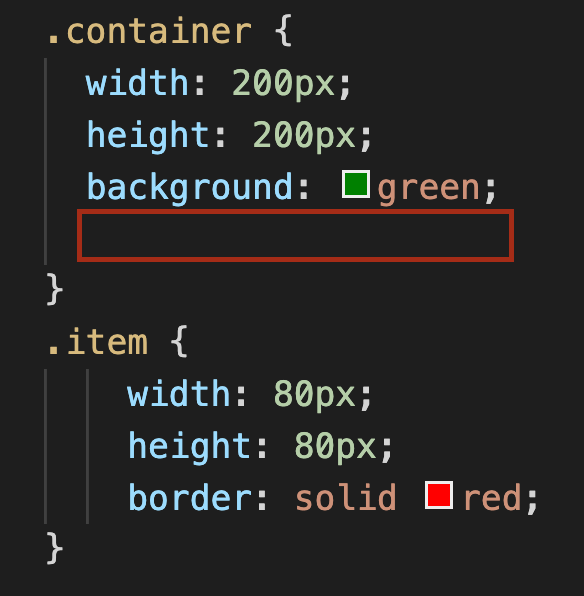 .container {
width: 200px;
height: 200px;
background: green;
}
.item {
width: 80px;
height: 80px;
border: solid red;
}